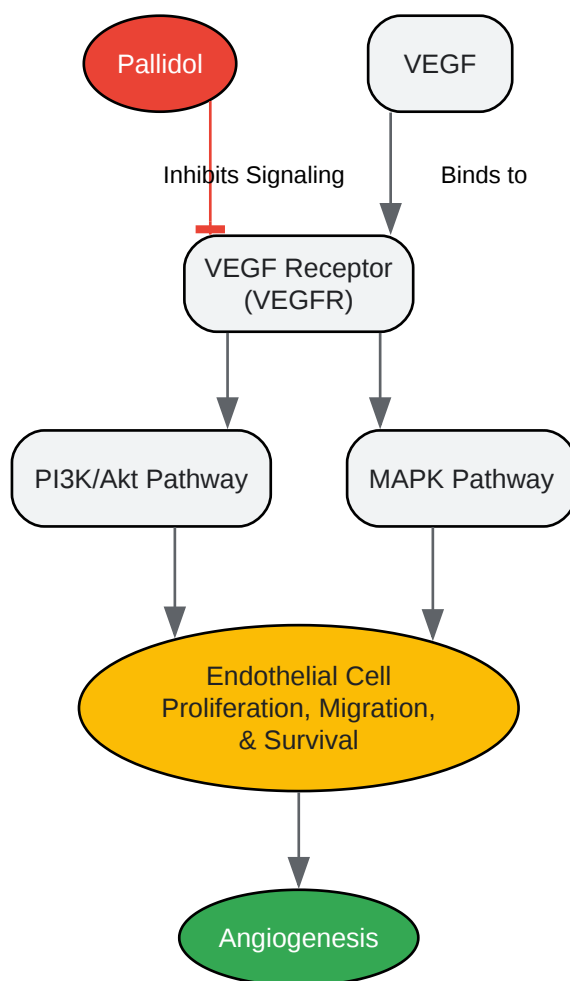 Pallidol
VEGF
Inhibits Signaling
Binds to
VEGF Receptor
(VEGFR)
PI3K/Akt Pathway
MAPK Pathway
Endothelial Cell
Proliferation, Migration,
& Survival
Angiogenesis